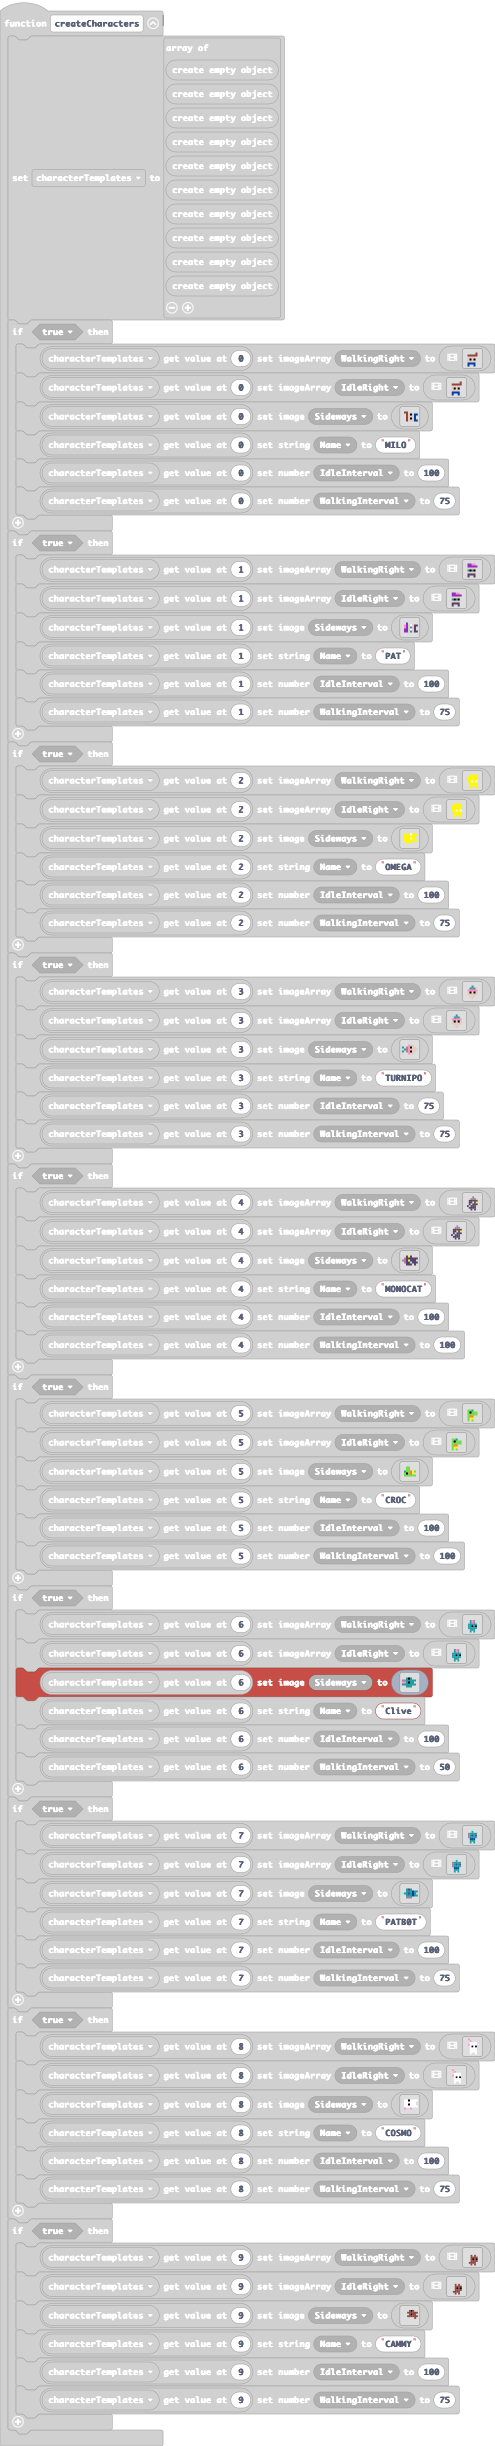 function createCharacters
array of
create empty object
create empty object
create empty object
create empty object
create empty object
set characterTemplates to
create empty object
create empty object
create empty object
create empty object
create empty object
if true then
characterTemplates get value at 0 set imageArray WalkingRight to
characterTemplates get value at 0 set imageArray IdleRight to
characterTemplates get value at 0 set image Sideways to
characterTemplates get value at 0 set string Name to "MILO"
characterTemplates get value at 0 set number IdleInterval to 100
characterTemplates get value at 0 set number WalkingInterval to 75
if true then
characterTemplates get value at 1 set imageArray WalkingRight to
characterTemplates get value at 1 set imageArray IdleRight to
characterTemplates get value at 1 set image Sideways to
characterTemplates get value at 1 set string Name to "PAT"
characterTemplates get value at 1 set number IdleInterval to 100
characterTemplates get value at 1 set number WalkingInterval to 75
if true then
characterTemplates get value at 2 set imageArray WalkingRight to
characterTemplates get value at 2 set imageArray IdleRight to
characterTemplates get value at 2 set image Sideways to
characterTemplates get value at 2 set string Name to "OMEGA"
characterTemplates get value at 2 set number IdleInterval to 100
characterTemplates get value at 2 set number WalkingInterval to 75
if true then
characterTemplates get value at 3 set imageArray WalkingRight to
characterTemplates get value at 3 set imageArray IdleRight to
characterTemplates get value at 3 set image Sideways to
characterTemplates get value at 3 set string Name to "TURNIPO"
characterTemplates get value at 3 set number IdleInterval to 75
characterTemplates get value at 3 set number WalkingInterval to 75
if true then
characterTemplates get value at 4 set imageArray WalkingRight to
characterTemplates get value at 4 set imageArray IdleRight to
characterTemplates get value at 4 set image Sideways to
characterTemplates get value at 4 set string Name to "MONOCAT"
characterTemplates get value at 4 set number IdleInterval to 100
characterTemplates get value at 4 set number WalkingInterval to 100
if true then
characterTemplates get value at 5 set imageArray WalkingRight to
characterTemplates get value at 5 set imageArray IdleRight to
characterTemplates get value at 5 set image Sideways to
characterTemplates get value at 5 set string Name to "CROC"
characterTemplates get value at 5 set number IdleInterval to 100
characterTemplates get value at 5 set number WalkingInterval to 100
if true then
characterTemplates get value at 6 set imageArray WalkingRight to
characterTemplates get value at 6 set imageArray IdleRight to
characterTemplates get value at 6 set image Sideways to
characterTemplates get value at 6 set string Name to "Clive"
characterTemplates get value at 6 set number IdleInterval to 100
characterTemplates get value at 6 set number WalkingInterval to 50
if true then
characterTemplates get value at 7 set imageArray WalkingRight to
characterTemplates get value at 7 set imageArray IdleRight to
characterTemplates get value at 7 set image Sideways to
characterTemplates get value at 7 set string Name to "PATBOT"
characterTemplates get value at 7 set number IdleInterval to 100
characterTemplates get value at 7 set number WalkingInterval to 75
if true then
characterTemplates get value at 8 set imageArray WalkingRight to
characterTemplates get value at 8 set imageArray IdleRight to
characterTemplates get value at 8 set image Sideways to
characterTemplates get value at 8 set string Name to "COSMO"
characterTemplates get value at 8 set number IdleInterval to 100
characterTemplates get value at 8 set number WalkingInterval to 75
if true then
characterTemplates get value at 9 set imageArray WalkingRight to
characterTemplates get value at 9 set imageArray IdleRight to
characterTemplates get value at 9 set image Sideways to
characterTemplates get value at 9 set string Name to "CAMMY"
characterTemplates get value at 9 set number IdleInterval to 100
characterTemplates get value at 9 set number WalkingInterval to 75